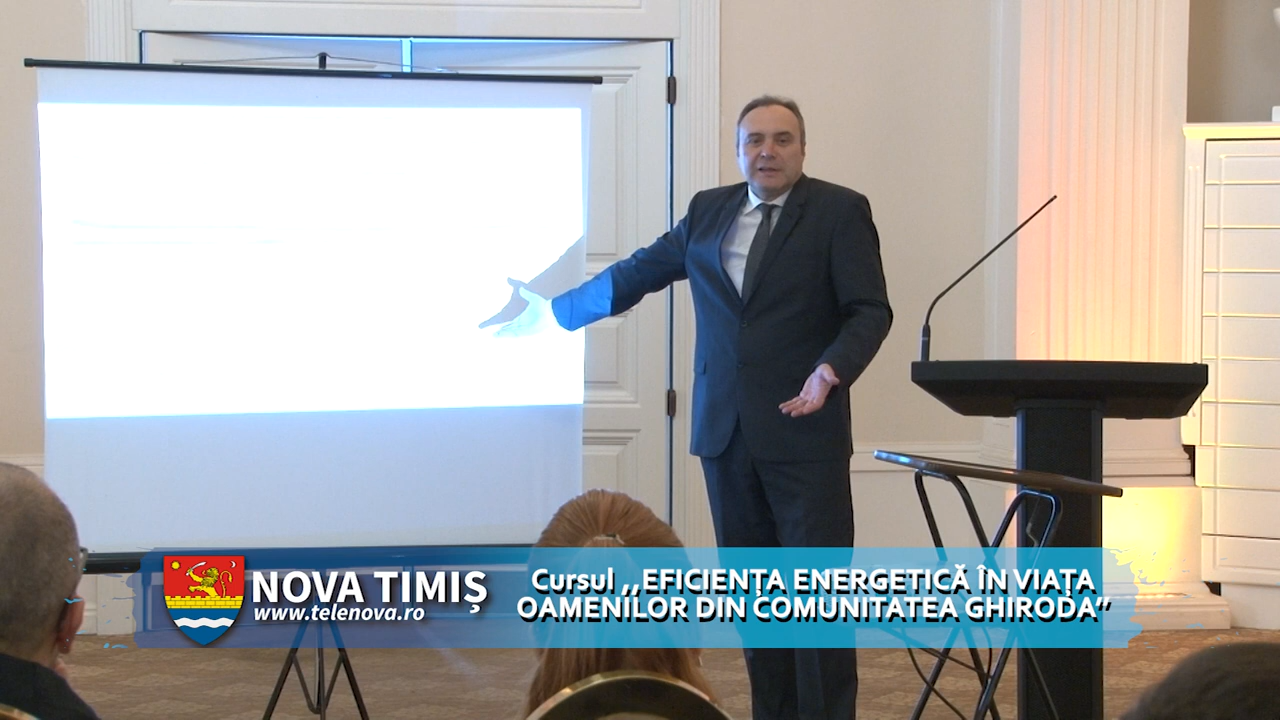 NOVA TIMIȘ
www.telenova.ro
Cursul ,,EFICIENȚA ENERGETICĂ ÎN VIAȚA
OAMENILOR DIN COMUNITATEA GHIRODA”